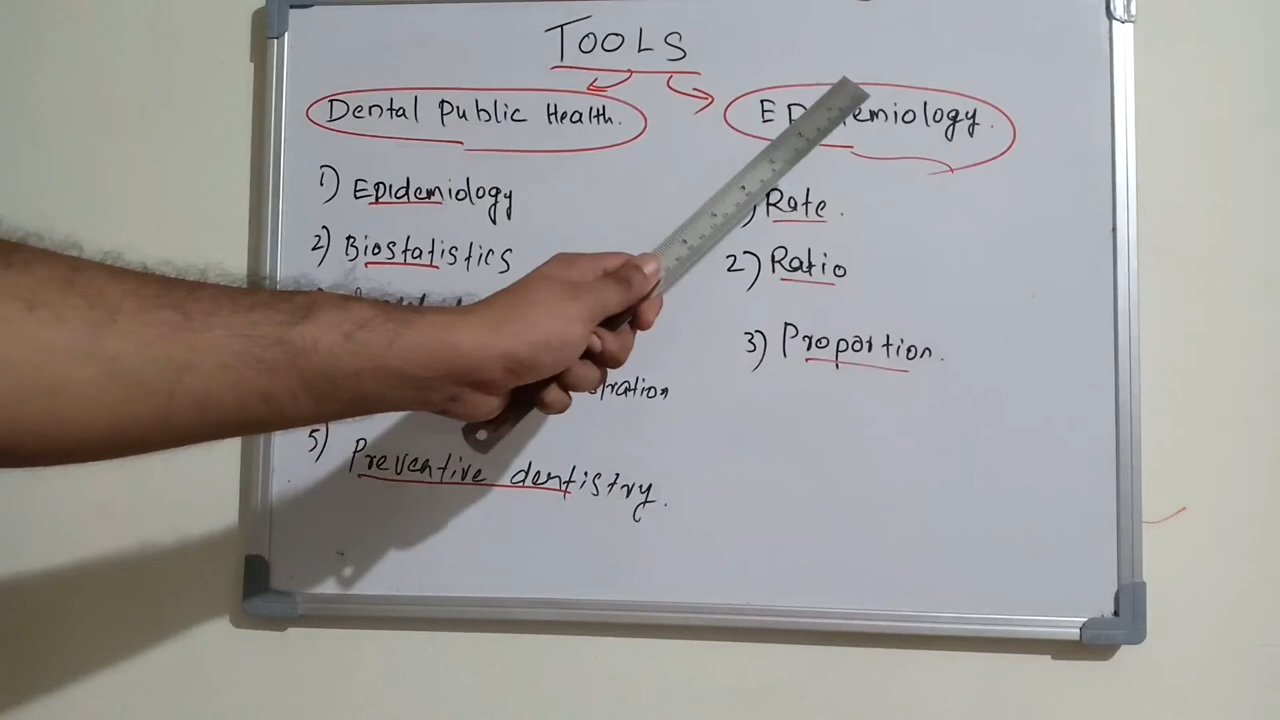 TOOLS
Dental Public Health.
Epidemiology.
1) Epidemiology
2) Biostatistics
5) Preventive dentistry.
) Rate.
2) Ratio
3) Proportion.